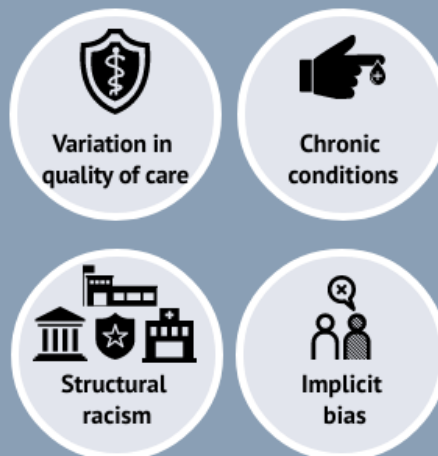 Variation in
quality of care
Chronic
conditions
Structural
racism
Implicit
bias